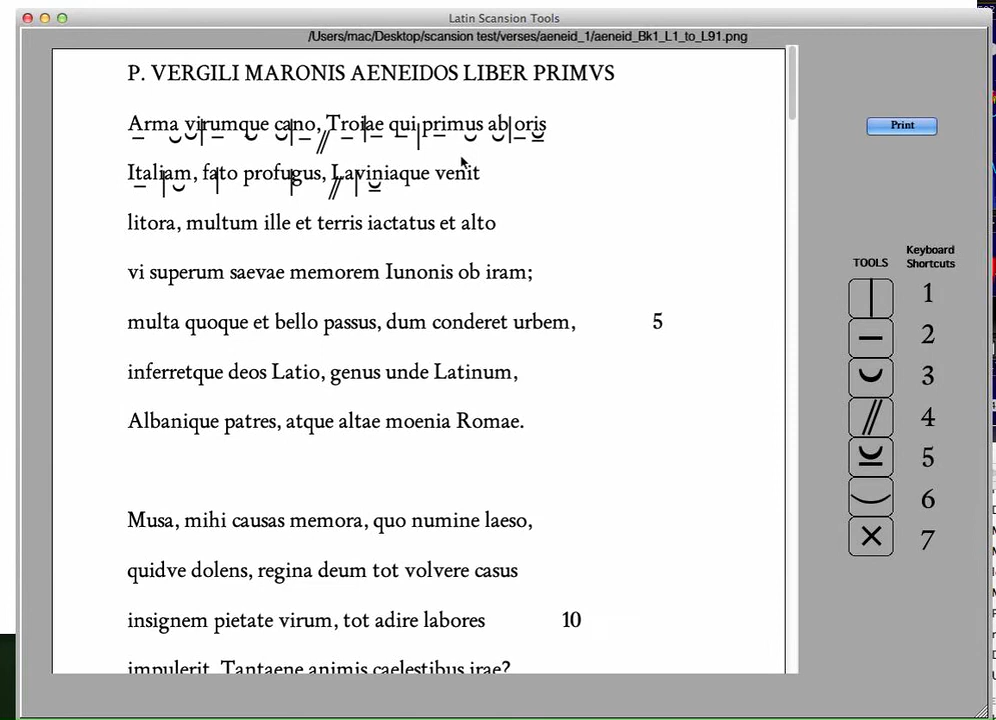 Latin Scansion Tools
/Users/mac/Desktop/scansion test/verses/aeneid_1/aeneid_Bk1_L1_to_L91.png
P. VERGILI MARONIS AENEIDOS LIBER PRIMVS
Arma virumque cano, Troiae qui primus ab oris
Italiam, fato profugus, Laviniaque venit
litora, multum ille et terris iactatus et alto
vi superum saevae memorem Iunonis ob iram;
multa quoque et bello passus, dum conderet urbem, 5
inferretque deos Latio, genus unde Latinum,
Albanique patres, atque altae moenia Romae.
Musa, mihi causas memora, quo numine laeso,
quidve dolens, regina deum tot volvere casus
insignem pietate virum, tot adire labores 10
impulerit. Tantaene animis caelestibus irae?
Print
TOOLS
Keyboard
Shortcuts
1
2
3
4
5
6
7